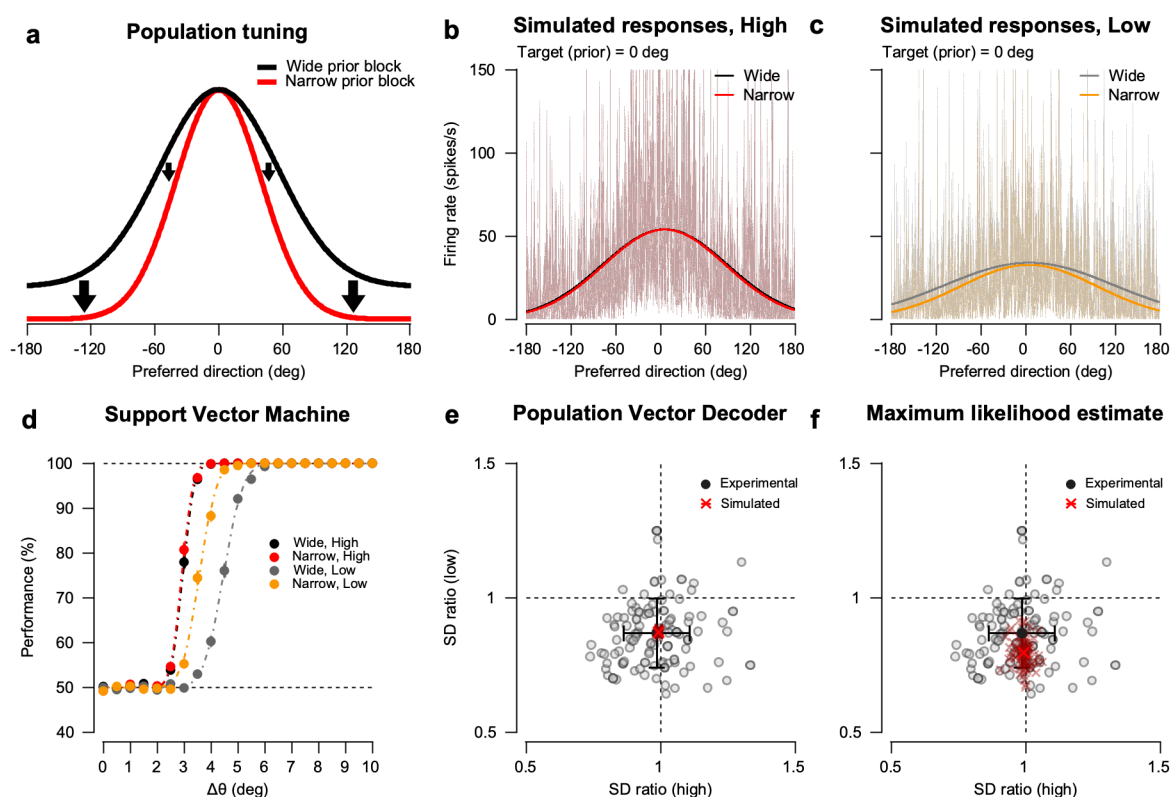 a
Population tuning
Wide prior block
Narrow prior block
-180
-120
-60
0
60
120
180
Preferred direction (deg)
b
Simulated responses, High
Target (prior) = 0 deg
Wide
Narrow
150
100
50
0
Firing rate (spikes/s)
-180
-120
-60
0
60
120
180
Preferred direction (deg)
c
Simulated responses, Low
Target (prior) = 0 deg
Wide
Narrow
-180
-120
-60
0
60
120
180
Preferred direction (deg)
d
Support Vector Machine
100
90
80
70
60
50
40
Performance (%)
Wide, High
Narrow, High
Wide, Low
Narrow, Low
0
1
2
3
4
5
6
7
8
9
10
Δθ (deg)
e
Population Vector Decoder
Experimental
Simulated
1.5
1
0.5
SD ratio (low)
0.5
1
1.5
SD ratio (high)
f
Maximum likelihood estimate
Experimental
Simulated
1.5
1
0.5
0.5
1
1.5
SD ratio (high)